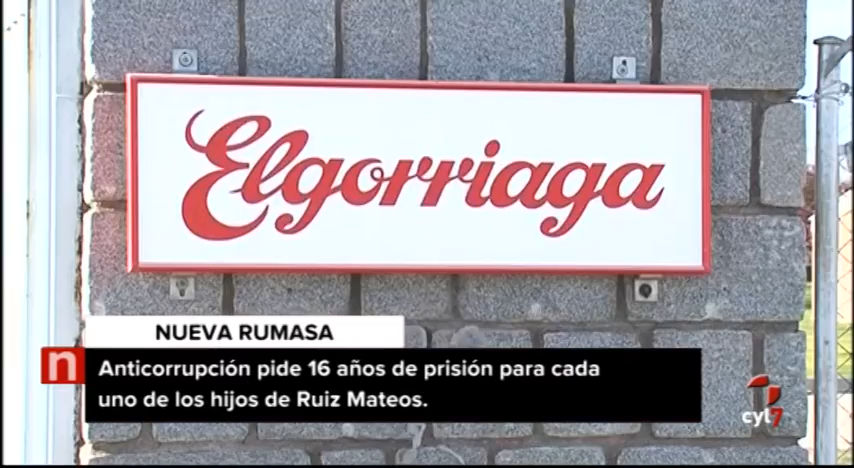 Elgorriaga
NUEVA RUMASA
n
Anticorrupción pide 16 años de prisión para cada
uno de los hijos de Ruiz Mateos.
cyl7